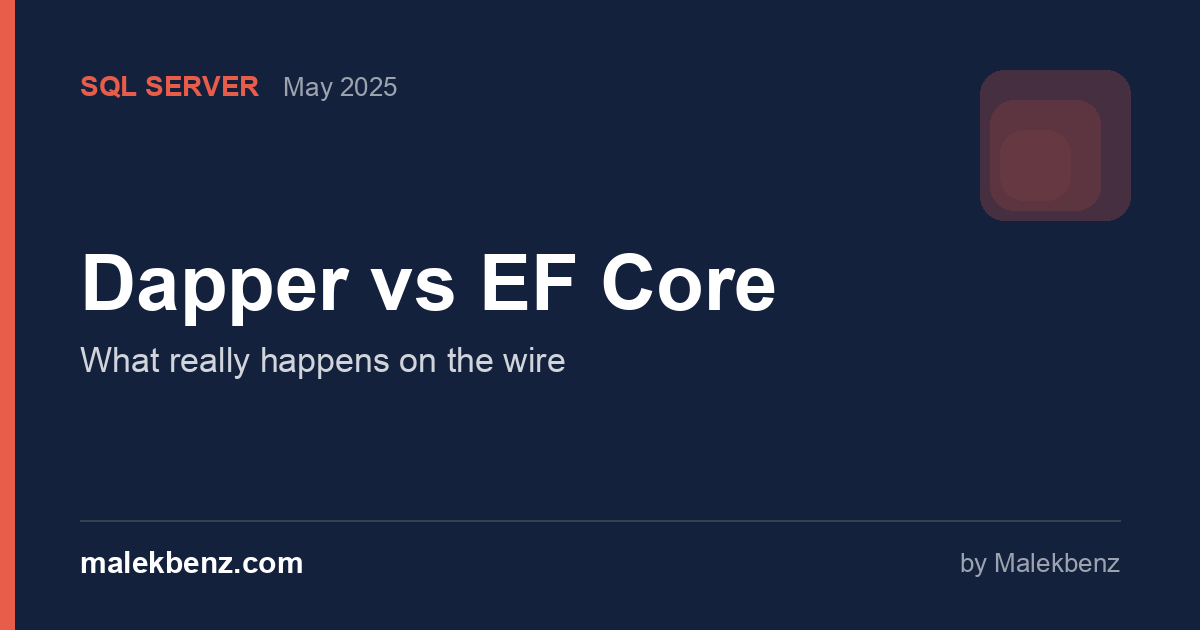 SQL SERVER May 2025
Dapper vs EF Core
What really happens on the wire
malekbenz.com by Malekbenz